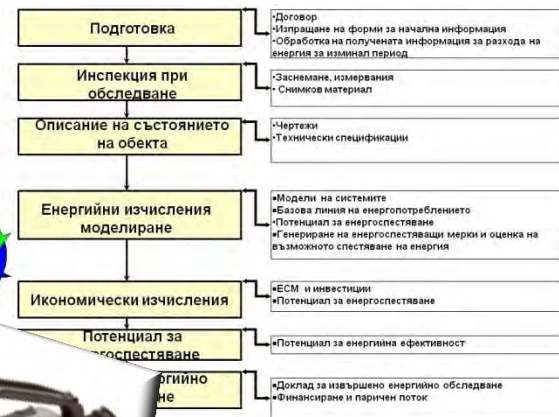 Подготовка
•Договор
•Изпращане на форми за начална информация
•Обработка на получената информация за разхода на
енергия за изминал период
Инспекция при
обследване
•Заснемане, измервания
• Снимков материал
Описание на състоянието
на обекта
•Чертежи
•Технически спецификации
Енергийни изчисления
моделиране
•Модели на системите
•Базова линия на енергопотреблението
•Потенциал за енергоспестяване
•Генериране на енергоспестяващи мерки и оценка на
възможното спестяване на енергия
Икономически изчисления
•ЕСМ и инвестиции
•Потенциал за енергоспестяване
Потенциал за
•Потенциал за енергийна ефективност
•Доклад за извършено енергийно обследване
•Финансиране и паричен поток